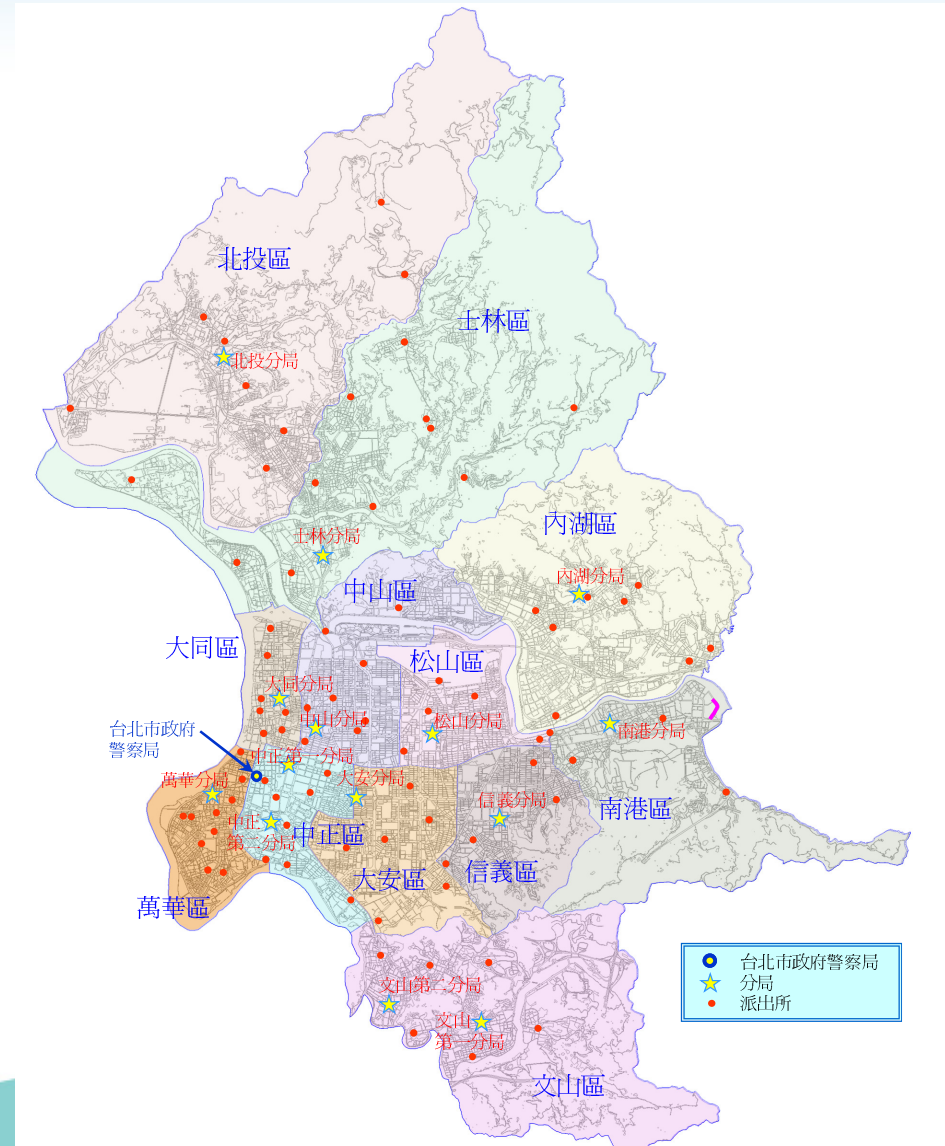 北投區
士林區
北投分局
內湖區
士林分局
內湖分局
中山區
大同區
松山區
大同分局
中山分局
松山分局
南港分局
台北市政府
警察局
中正第一分局
萬華分局
大安分局
信義分局
南港區
中正
第二分局
中正區
大安區
信義區
萬華區
文山第二分局
文山
第一分局
文山區
台北市政府警察局
分局
派出所